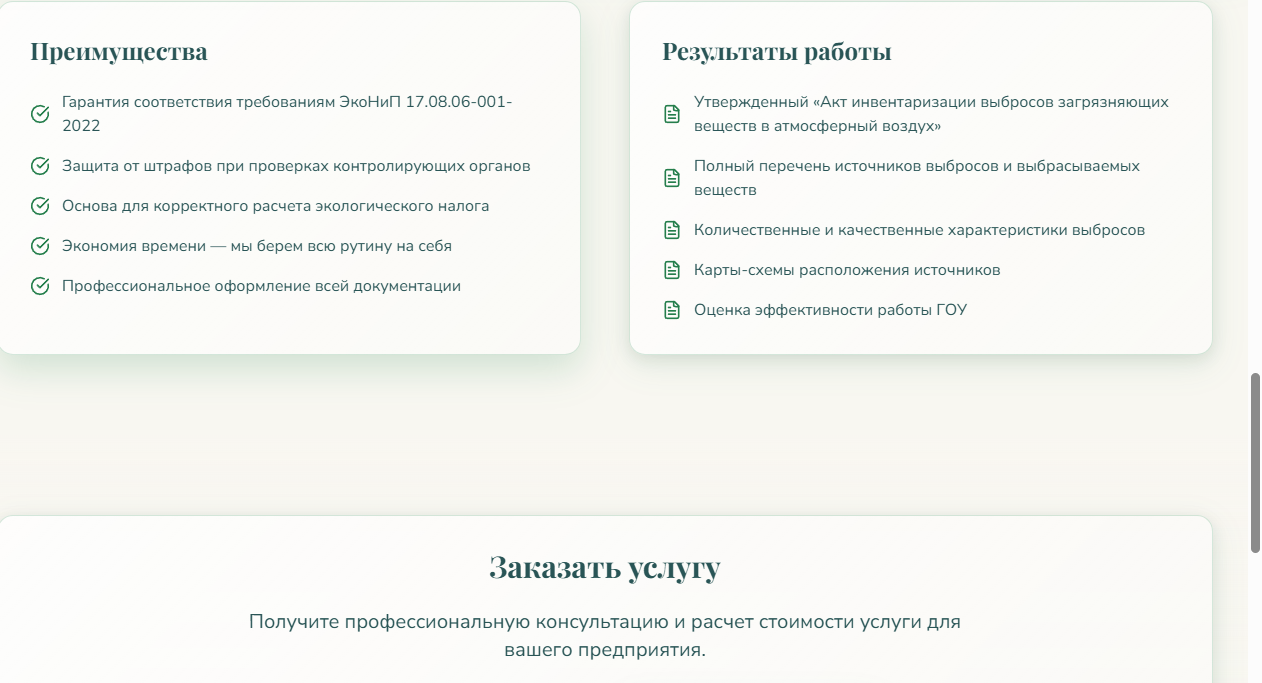 Преимущества
Гарантия соответствия требованиям ЭкоНиП 17.08.06-001-
2022
Защита от штрафов при проверках контролирующих органов
Основа для корректного расчета экологического налога
Экономия времени — мы берем всю рутину на себя
Профессиональное оформление всей документации
Результаты работы
Утвержденный «Акт инвентаризации выбросов загрязняющих
веществ в атмосферный воздух»
Полный перечень источников выбросов и выбрасываемых
веществ
Количественные и качественные характеристики выбросов
Карты-схемы расположения источников
Оценка эффективности работы ГОУ
Заказать услугу
Получите профессиональную консультацию и расчет стоимости услуги для
вашего предприятия.